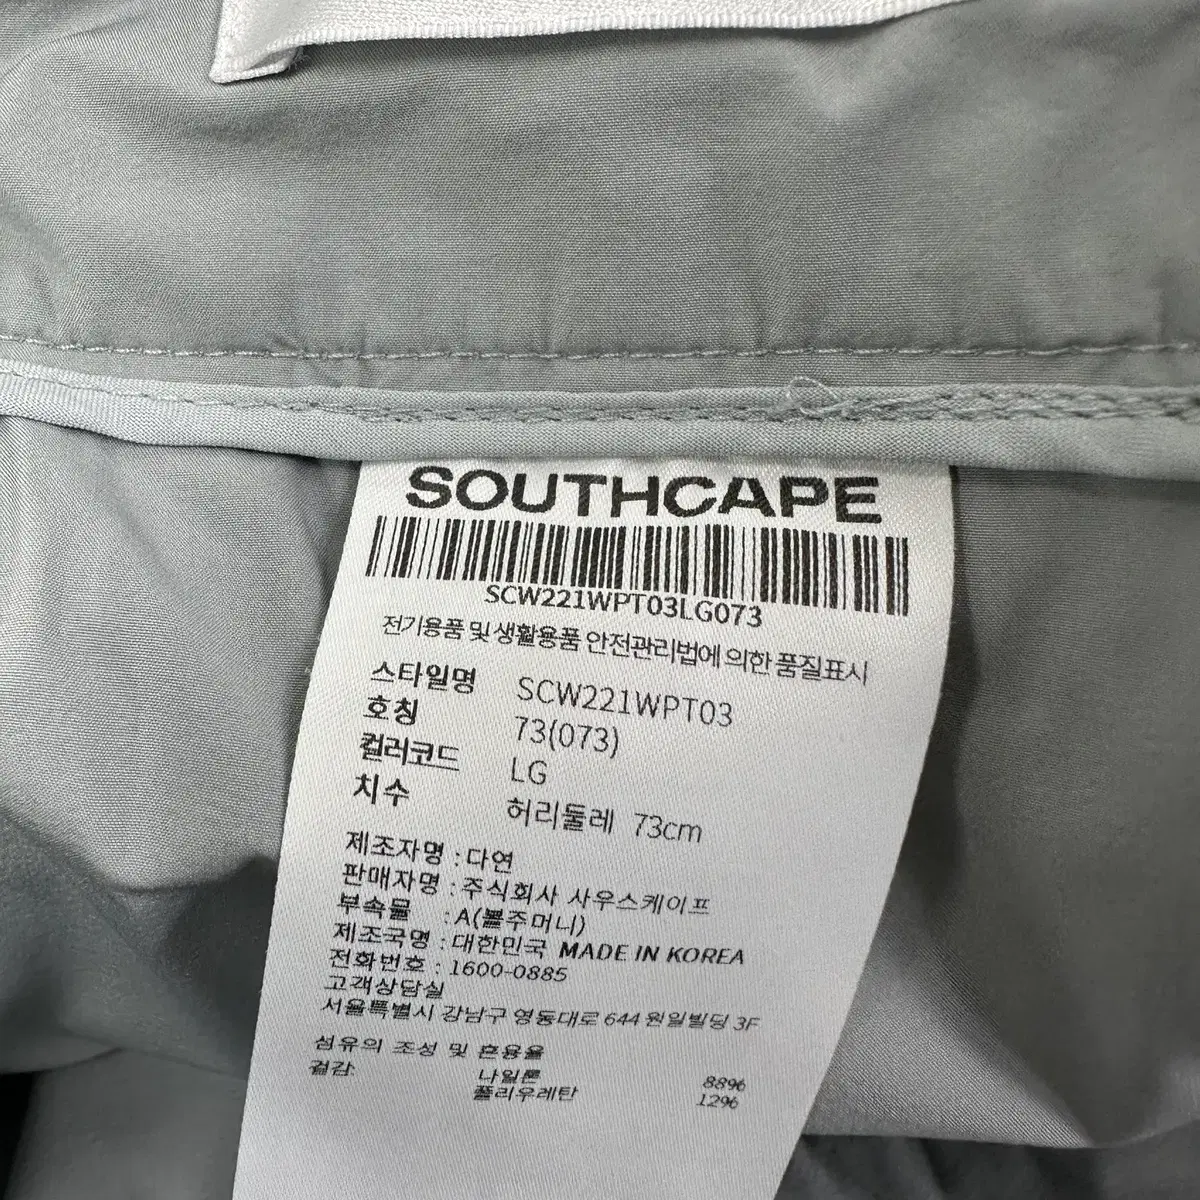 SOUTHCAPE
SCW221WPT03LG073
전기용품 및 생활용품 안전관리법에 의한 품질표시
스타일명 SCW221WPT03
호칭 73(073)
컬러코드 LG
치수 허리둘레 73cm
제조자명 : 다연
판매자명 : 주식회사 사우스케이프
부속물 : A(볼주머니)
제조국명 : 대한민국 MADE IN KOREA
전화번호 : 1600-0885
고객상담실
서울특별시 강남구 영동대로 644 원일빌딩 3F
섬유의 조성 및 혼용율
겉감: 나일론 88%
폴리우레탄 12%